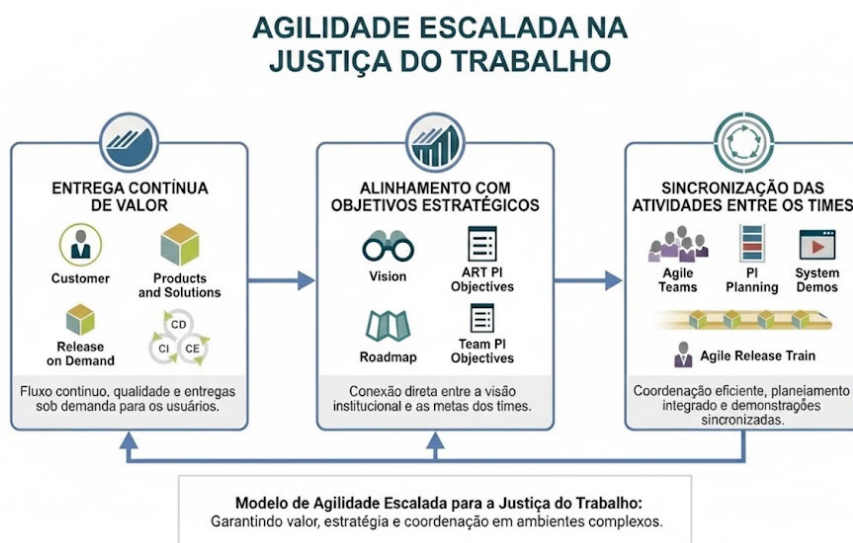 AGILIDADE ESCALADA NA
JUSTIÇA DO TRABALHO
ENTREGA CONTÍNUA
DE VALOR
Customer
Products
and Solutions
Release
on Demand
CD
CI
CE
Fluxo continuo, qualidade e entregas
sob demanda para os usuários.
ALINHAMENTO COM
OBJETIVOS ESTRATÉGICOS
Vision
ART PI
Objectives
Roadmap
Team PI
Objectives
Conexão direta entre a visão
institucional e as metas dos times.
SINCRONIZAÇÃO DAS
ATIVIDADES ENTRE OS TIMES
Agile
Teams
PI
Planning
System
Demos
Agile Release Train
Coordenação eficiente, planejamento
integrado e demonstrações
sincronizadas.
Modelo de Agilidade Escalada para a Justiça do Trabalho:
Garantindo valor, estratégia e coordenação em ambientes complexos.